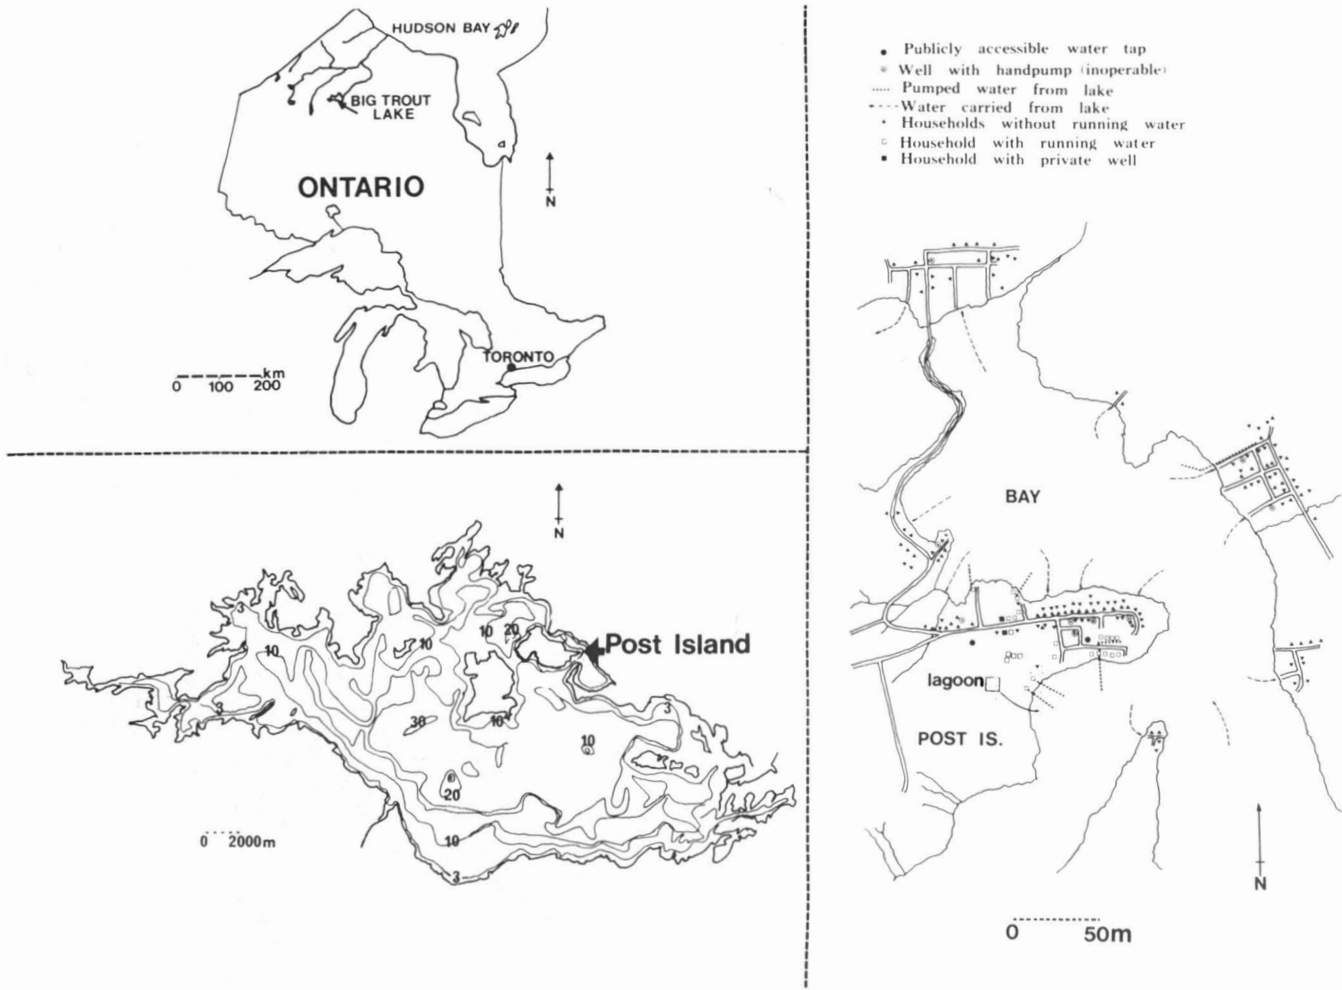 HUDSON BAY
BIG TROUT
LAKE
ONTARIO
N
TORONTO
km
0 100 200
N
3
10
10
10
20
Post Island
3
30
10
3
10
20
10
3
0 2000m
Publicly accessible water tap
Well with handpump (inoperable)
Pumped water from lake
Water carried from lake
Households without running water
Household with running water
Household with private well
BAY
lagoon
POST IS.
N
0 50m